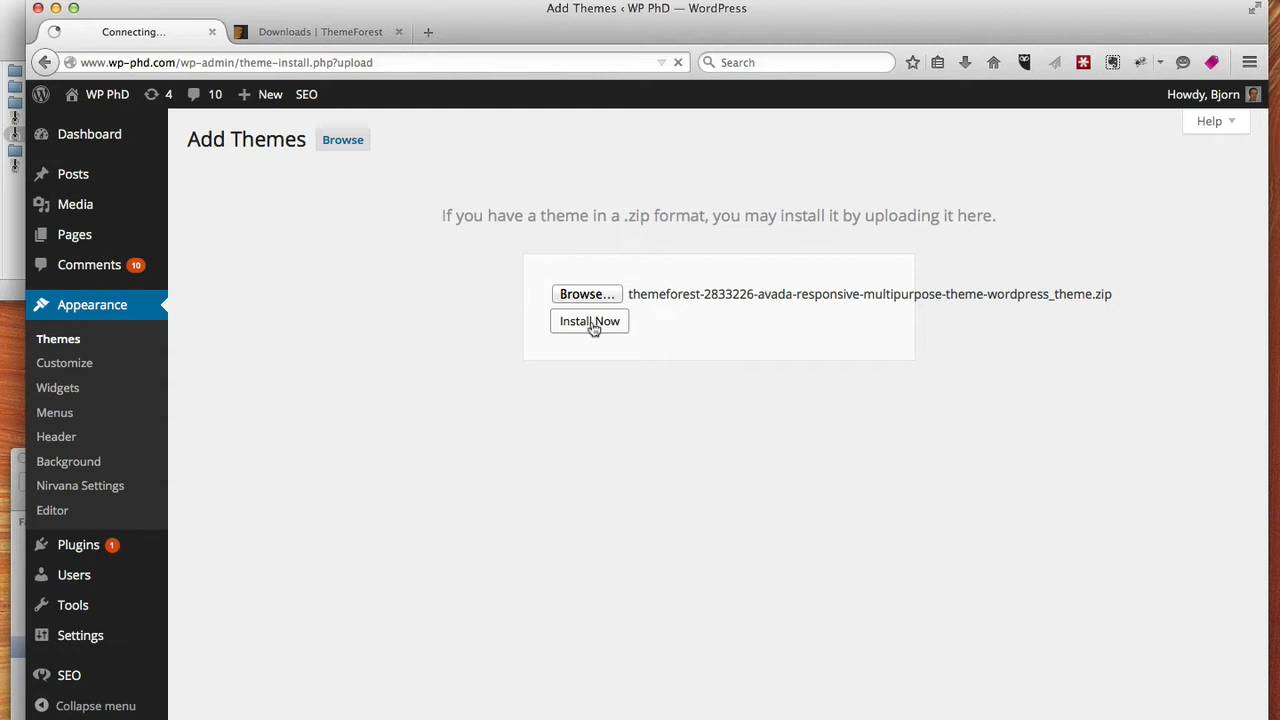 Add Themes ‹ WP PhD — WordPress
Connecting...
Downloads | ThemeForest
www.wp-phd.com/wp-admin/theme-install.php?upload
Search
WP PhD 4 10 New SEO
Howdy, Bjorn
Help
Dashboard
Posts
Media
Pages
Comments 10
Appearance
Themes
Customize
Widgets
Menus
Header
Background
Nirvana Settings
Editor
Plugins 1
Users
Tools
Settings
SEO
Collapse menu
Add Themes Browse
If you have a theme in a .zip format, you may install it by uploading it here.
Browse... themeforest-2833226-avada-responsive-multipurpose-theme-wordpress_theme.zip
Install Now